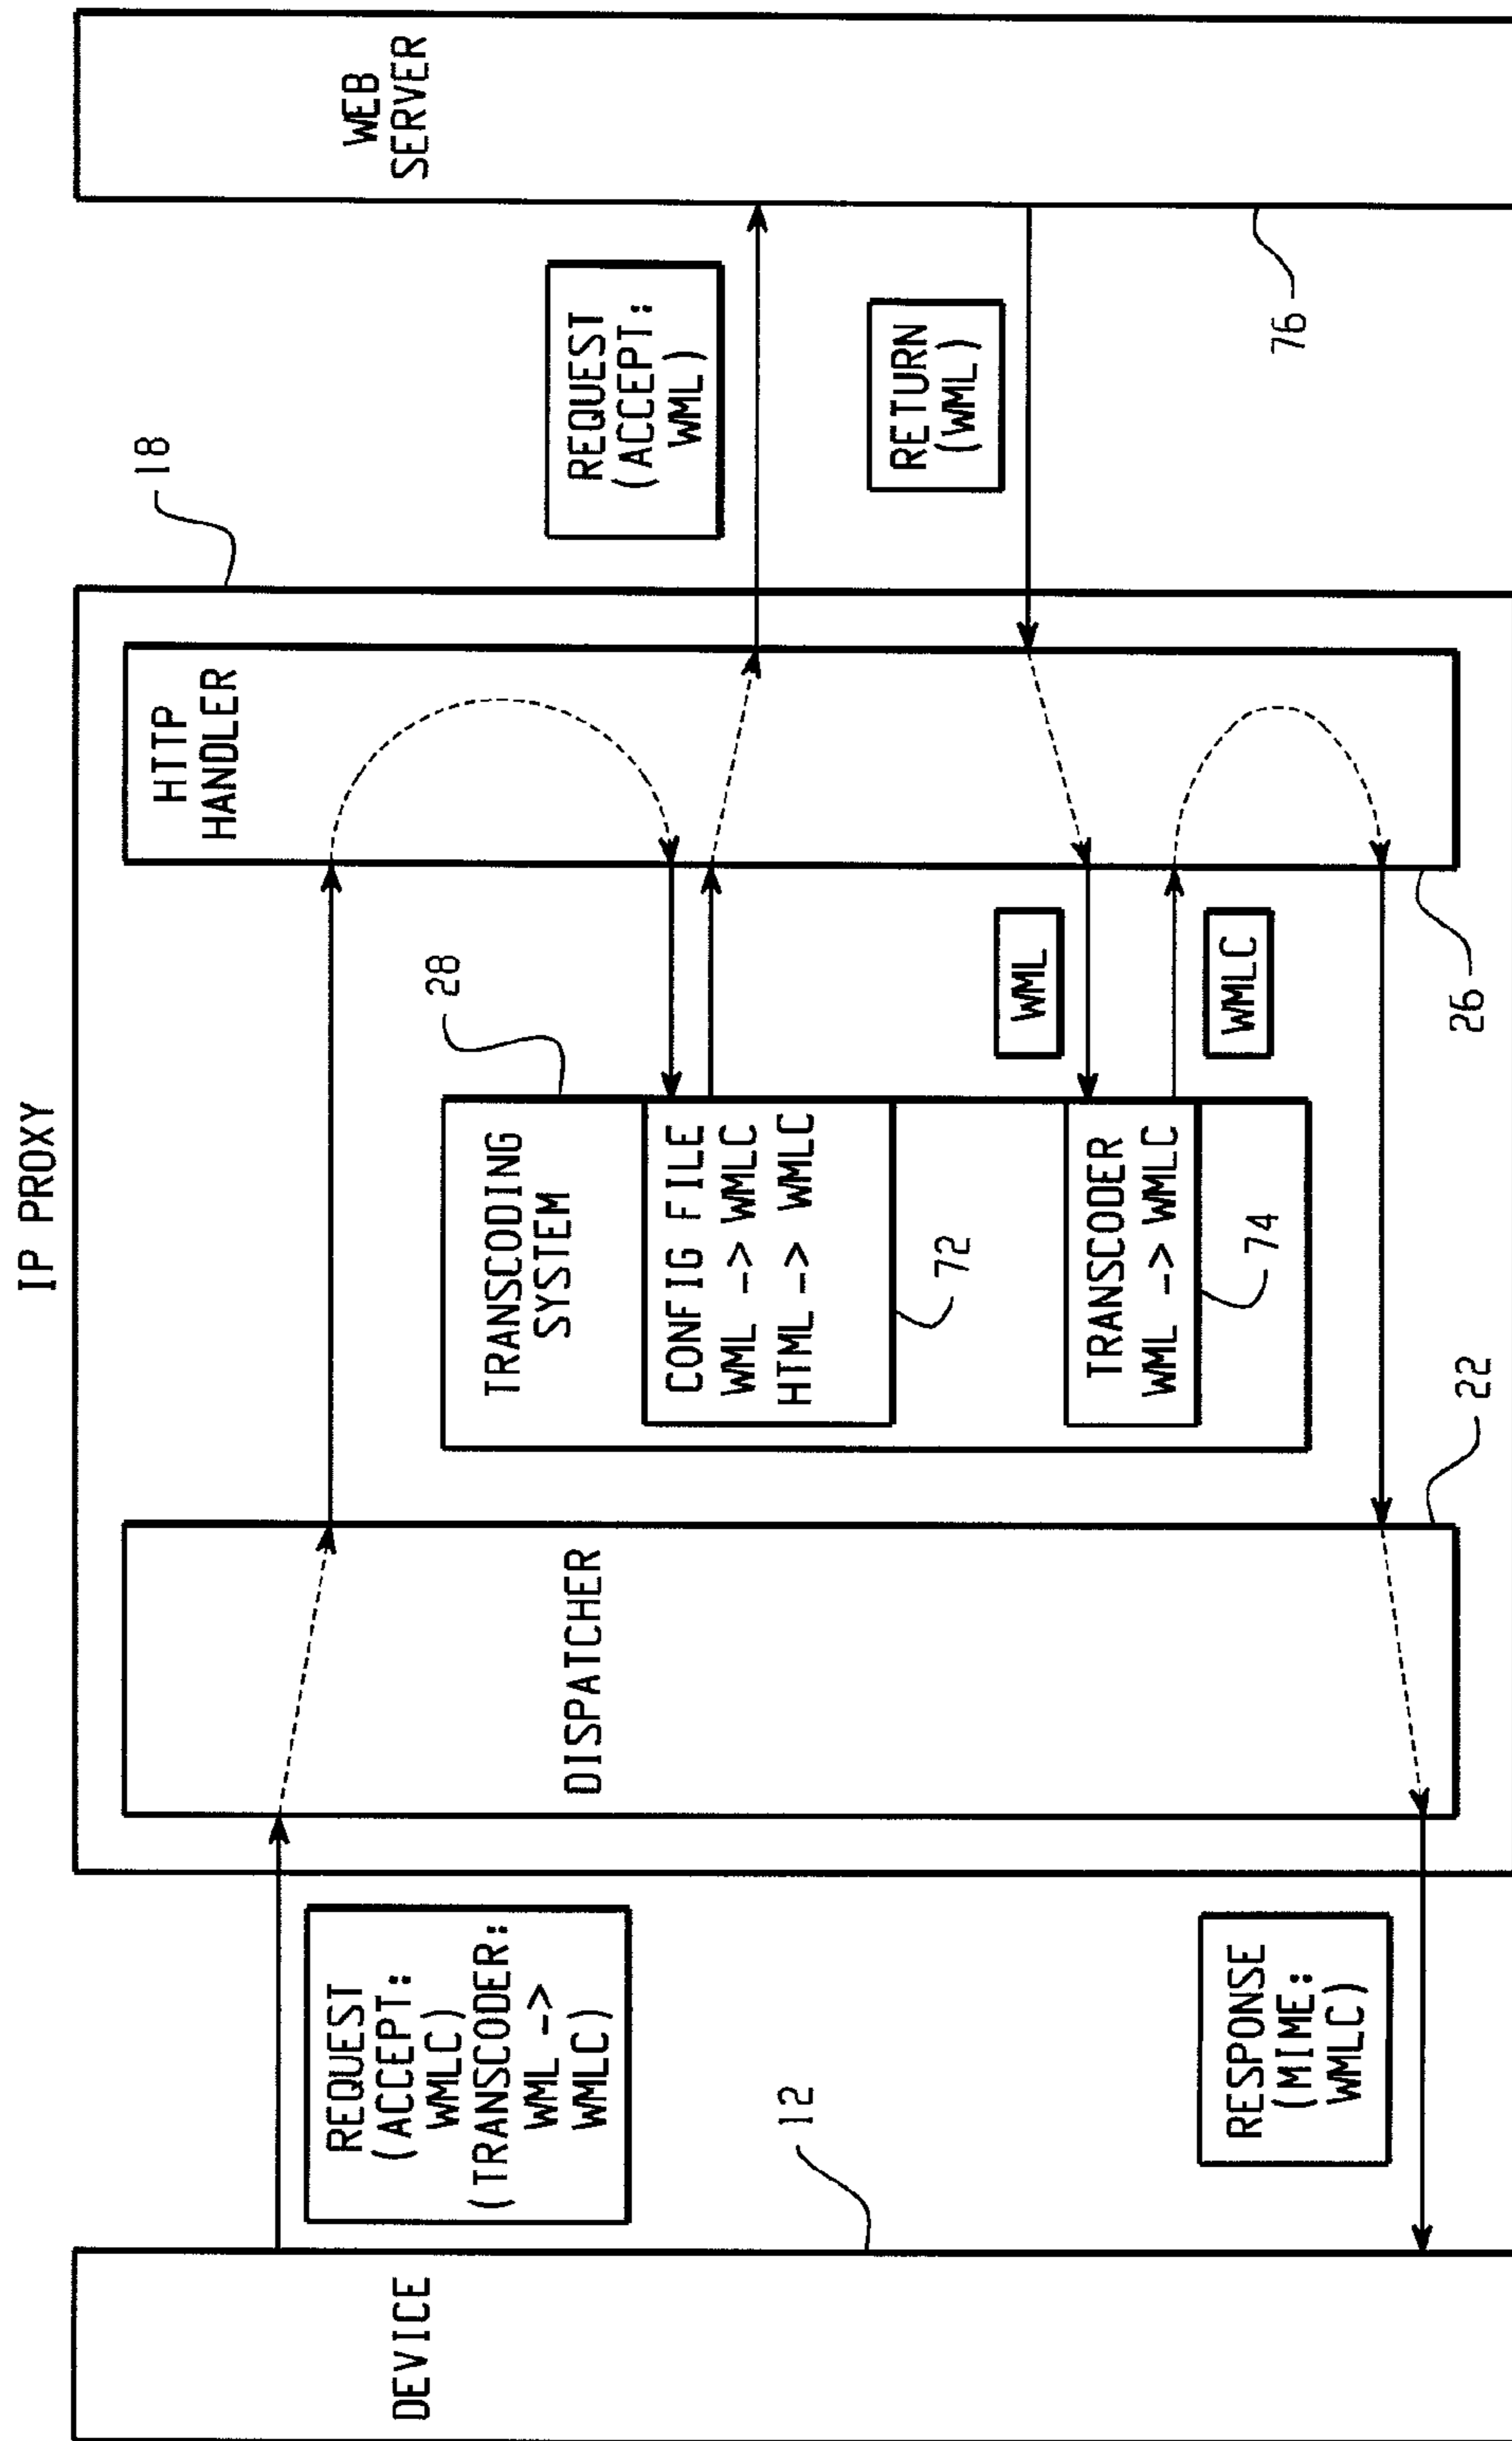 IP PROXY
DEVICE
12
REQUEST
(ACCEPT:
WMLC)
(TRANSCODER:
WML ->
WMLC)
RESPONSE
(MIME:
WMLC)
DISPATCHER
22
TRANSCODING
SYSTEM
28
CONFIG FILE
WML -> WMLC
HTML -> WMLC
72
TRANSCODER
WML -> WMLC
74
WML
WMLC
HTTP
HANDLER
26
18
REQUEST
(ACCEPT:
WML)
RETURN
(WML)
WEB
SERVER
76